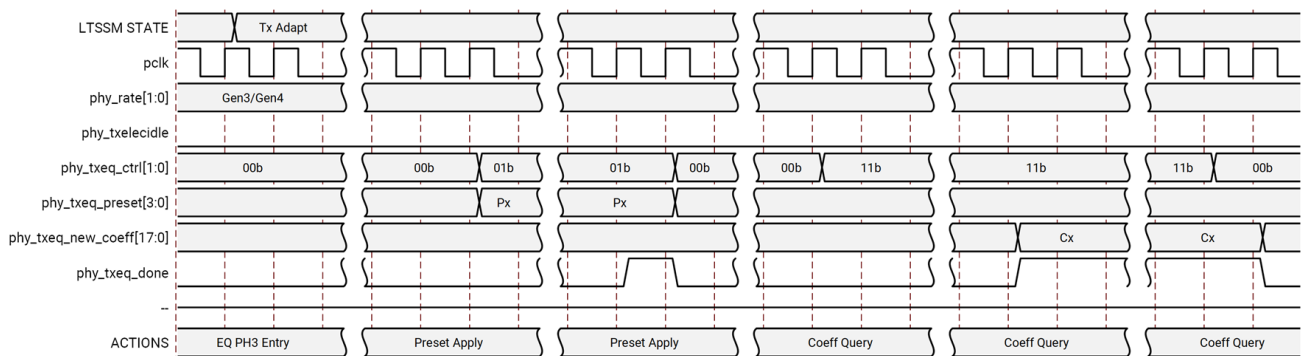 LTSSM STATE Tx Adapt
pclk
phy_rate[1:0] Gen3/Gen4
phy_txelecidle
phy_txeq_ctrl[1:0] 00b 00b 01b 01b 00b 00b 11b 11b 11b 00b
phy_txeq_preset[3:0] Px Px
phy_txeq_new_coeff[17:0] Cx Cx
phy_txeq_done
--
ACTIONS EQ PH3 Entry Preset Apply Preset Apply Coeff Query Coeff Query Coeff Query